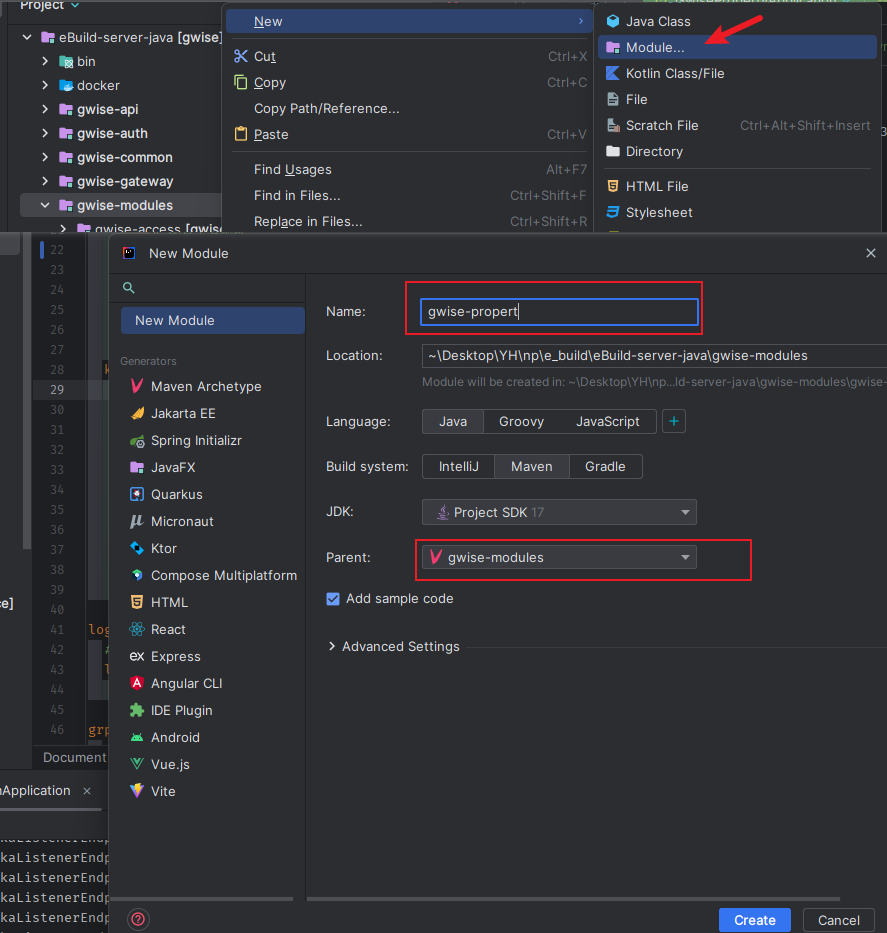 Project
New
Java Class
eBuild-server-java [gwise]
Module...
bin
Cut Ctrl+X
Kotlin Class/File
docker
Copy Ctrl+C
File
gwise-api
Copy Path/Reference...
Scratch File Ctrl+Alt+Shift+Insert
gwise-auth
Paste Ctrl+V
Directory
gwise-common
Find Usages Alt+F7
HTML File
gwise-gateway
Find in Files... Ctrl+Shift+F
Stylesheet
gwise-modules
Replace in Files... Ctrl+Shift+R
gwise-access [gwis
22
23
24
25
26
27
28 k
29
30
31
32
33
34
35
36
37
38
39
40
41 log
42 #
43 l
44
45
46 grp
ce]
Document
nApplication
kaListenerEndp
kaListenerEndp
kaListenerEndp
kaListenerEndp
kaListenerEndp
New Module
New Module
Generators
Maven Archetype
Jakarta EE
Spring Initializr
JavaFX
Quarkus
Micronaut
Ktor
Compose Multiplatform
HTML
React
Express
Angular CLI
IDE Plugin
Android
Vue.js
Vite
Name: gwise-propert
Location: ~\Desktop\YH\np\e_build\eBuild-server-java\gwise-modules
Module will be created in: ~\Desktop\YH\np...ld-server-java\gwise-modules\gwise-
Language: Java Groovy JavaScript +
Build system: IntelliJ Maven Gradle
JDK: Project SDK 17
Parent: gwise-modules
Add sample code
Advanced Settings
?
Create Cancel